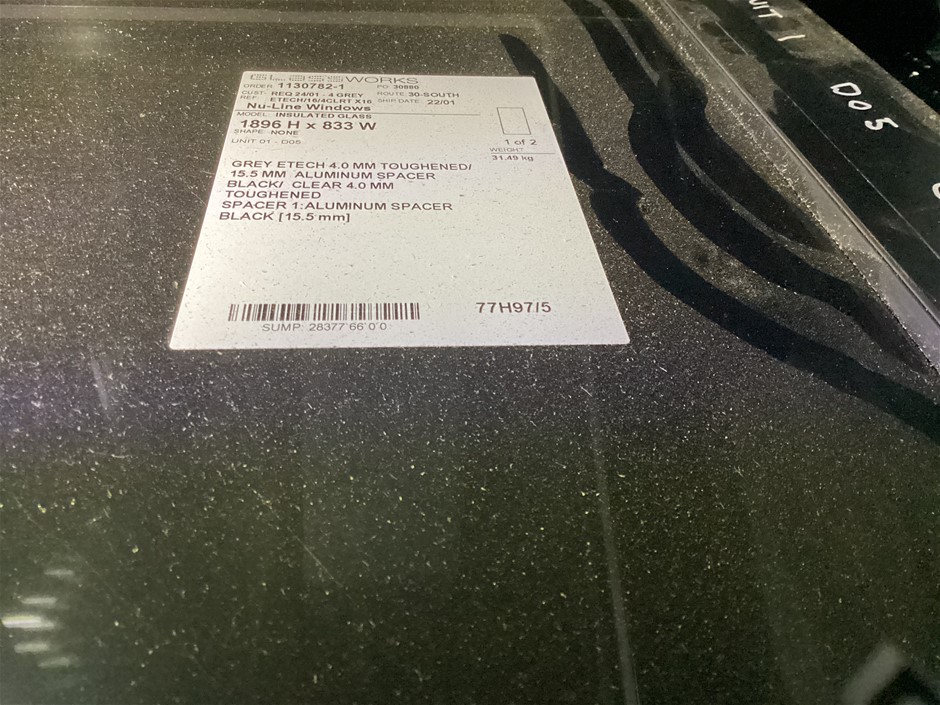 UIT 1
D05
GLASSWORKS
ORDER: 1130782-1 PO: 30880
CUST: REQ 24/01 - 4 GREY ROUTE: 30-SOUTH
REF: ETECH/16/4CLRT X16 SHIP DATE: 22/01
Nu-Line Windows
MODEL: INSULATED GLASS
1896 H x 833 W
SHAPE: NONE
UNIT 01 - D05
1 of 2
WEIGHT
31.49 kg
GREY ETECH 4.0 MM TOUGHENED/
15.5 MM ALUMINUM SPACER
BLACK/ CLEAR 4.0 MM
TOUGHENED
SPACER 1:ALUMINUM SPACER
BLACK [15.5 mm]
77H97/5
SUMP: 28377'66'0'0